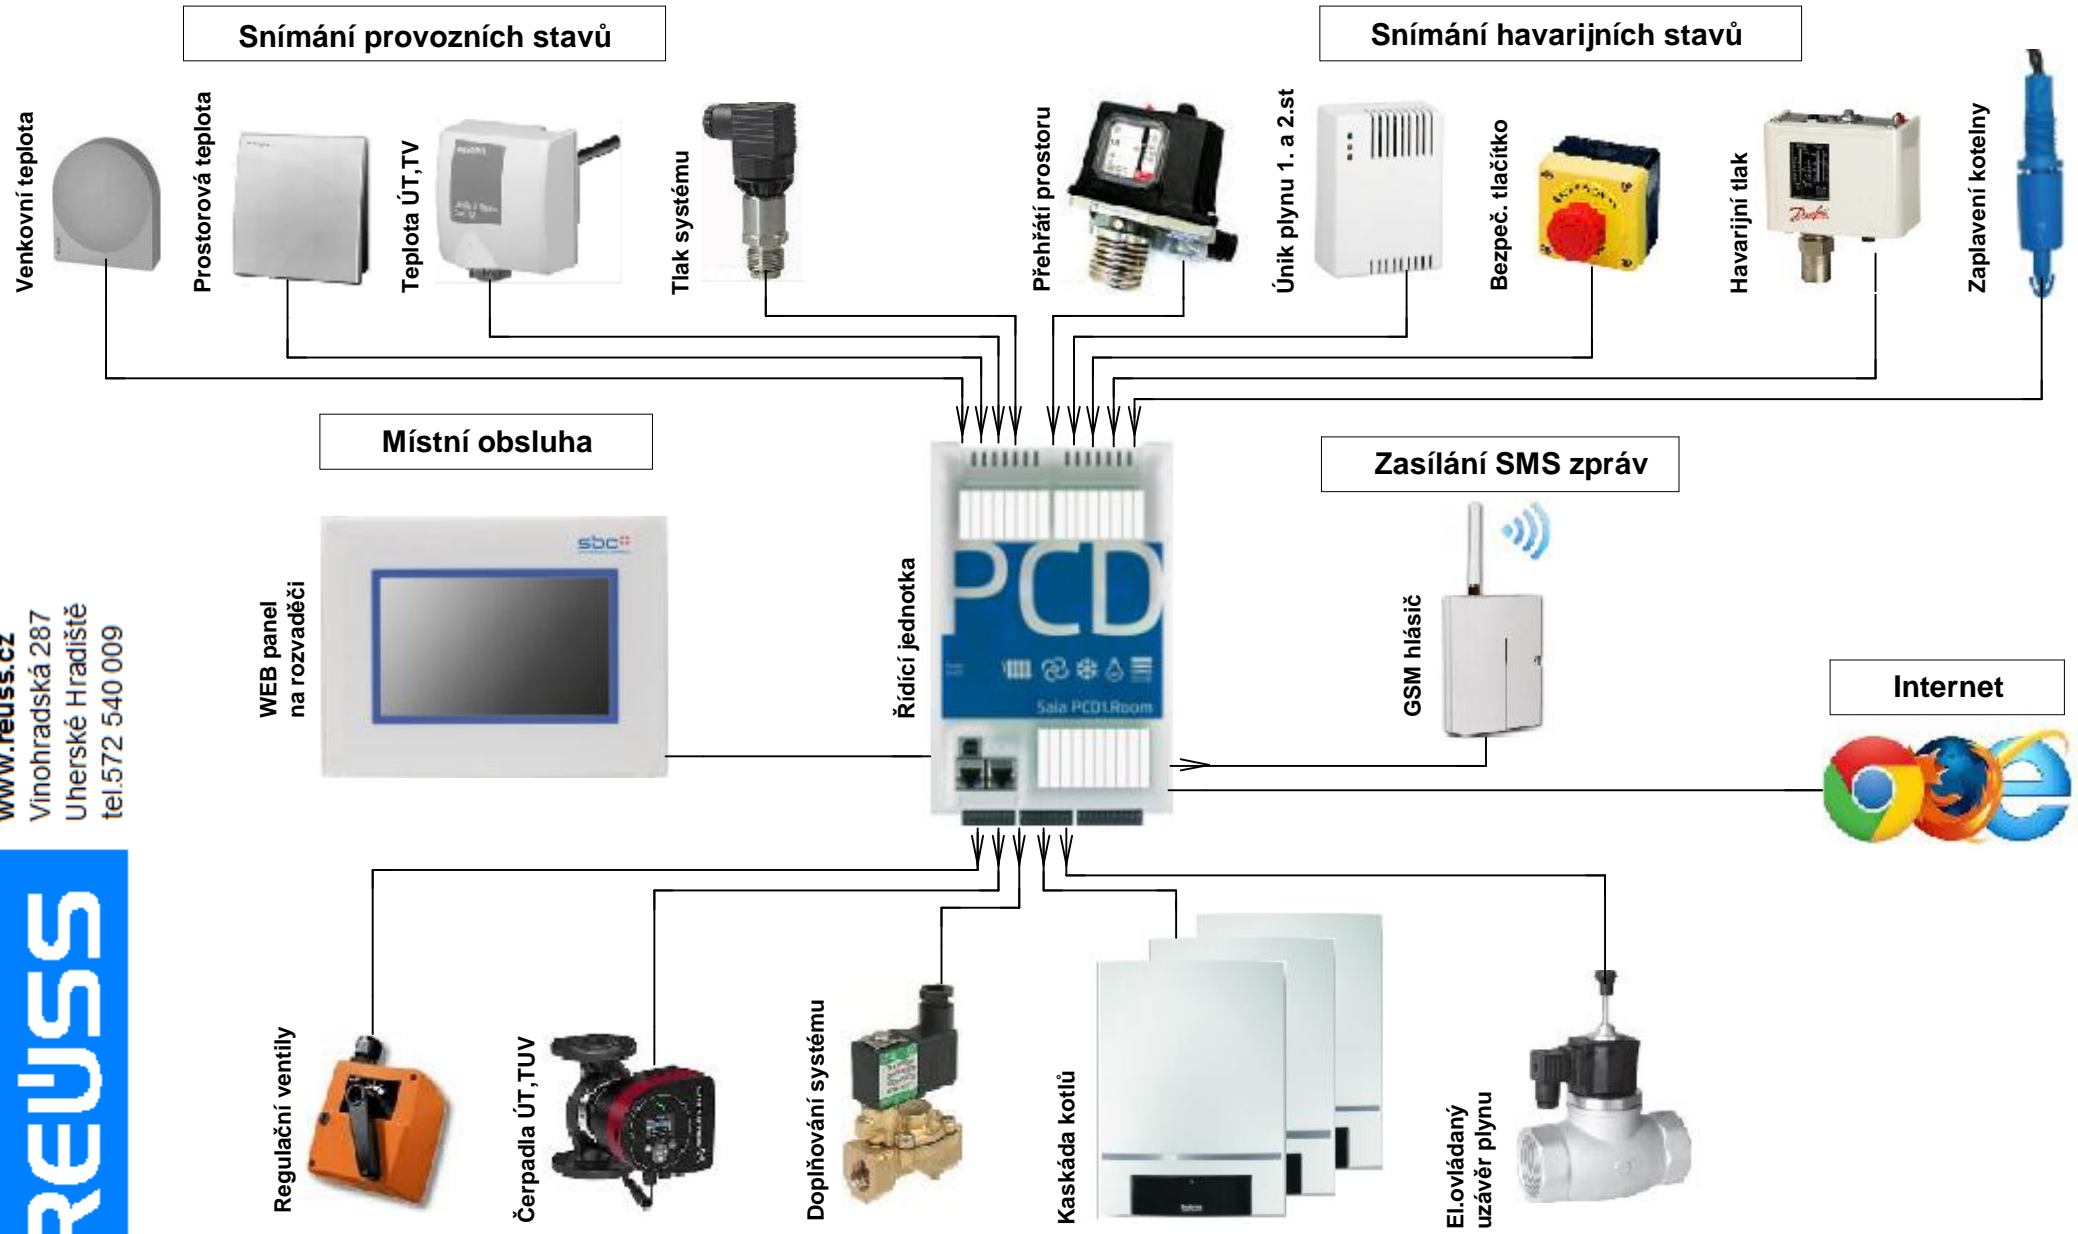 Snímání provozních stavů
Snímání havarijních stavů
Venkovní teplota
Prostorová teplota
Teplota ÚT,TV
Tlak systému
Přehřátí prostoru
Únik plynu 1. a 2.st
Bezpeč. tlačítko
Havarijní tlak
Danfoss
Zaplavení kotelny
Místní obsluha
Zasílání SMS zpráv
sbc
WEB panel
na rozvaděči
Řídící jednotka
PCD
Saia PCD1.Room
GSM hlásič
Internet
www.reuss.cz
Vinohradská 287
Uherské Hradiště
tel.572 540 009
REUSS
Regulační ventily
Čerpadla ÚT,TUV
Doplňování systému
Kaskáda kotlů
El.ovládaný
uzávěr plynu